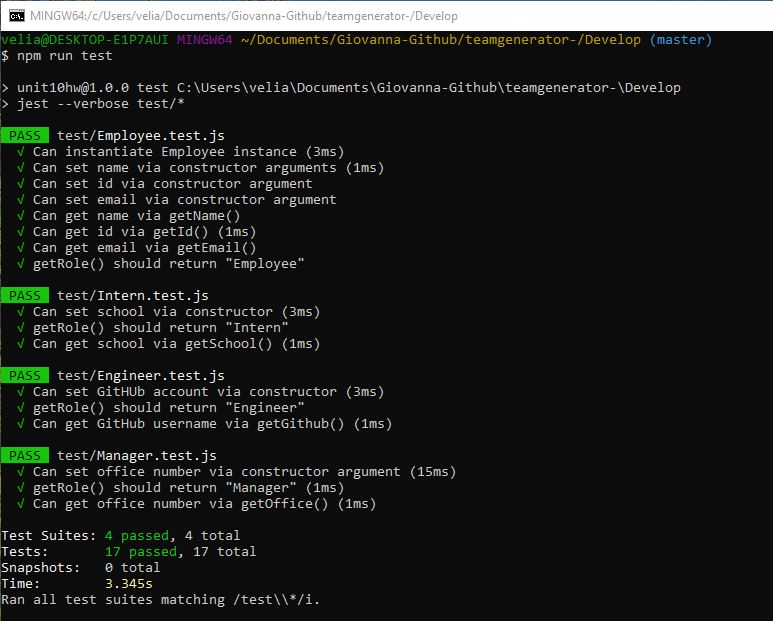 MINGW64:/c/Users/velia/Documents/Giovanna-Github/teamgenerator-/Develop
velia@DESKTOP-E1P7AUI MINGW64 ~/Documents/Giovanna-Github/teamgenerator-/Develop (master)
$ npm run test
> unit10hw@1.0.0 test C:\Users\velia\Documents\Giovanna-Github\teamgenerator-\Develop
> jest --verbose test/*
PASS test/Employee.test.js
√ Can instantiate Employee instance (3ms)
√ Can set name via constructor arguments (1ms)
√ Can set id via constructor argument
√ Can set email via constructor argument
√ Can get name via getName()
√ Can get id via getId() (1ms)
√ Can get email via getEmail()
√ getRole() should return "Employee"
PASS test/Intern.test.js
√ Can set school via constructor (3ms)
√ getRole() should return "Intern"
√ Can get school via getSchool() (1ms)
PASS test/Engineer.test.js
√ Can set GitHUb account via constructor (3ms)
√ getRole() should return "Engineer"
√ Can get GitHub username via getGithub() (1ms)
PASS test/Manager.test.js
√ Can set office number via constructor argument (15ms)
√ getRole() should return "Manager" (1ms)
√ Can get office number via getOffice() (1ms)
Test Suites: 4 passed, 4 total
Tests: 17 passed, 17 total
Snapshots: 0 total
Time: 3.345s
Ran all test suites matching /test\\*/i.